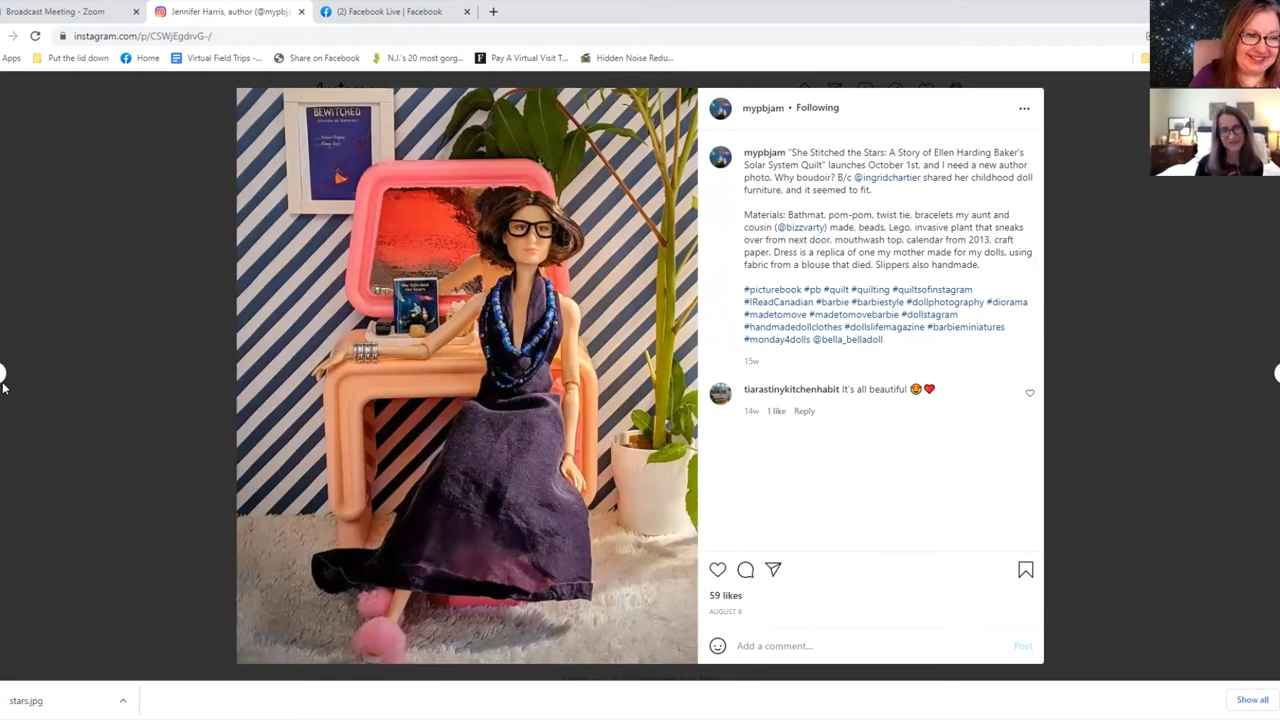 Broadcast Meeting - Zoom
Jennifer Harris, author (@mypbj
(2) Facebook Live | Facebook
instagram.com/p/CSWjEgdrvG-/
Apps
Put the lid down
Home
Virtual Field Trips -...
Share on Facebook
N.J.'s 20 most gorg...
Pay A Virtual Visit T...
Hidden Noise Redu...
BEWITCHED
She Stitched
the Stars
mypbjam • Following
mypbjam “She Stitched the Stars: A Story of Ellen Harding Baker's
Solar System Quilt” launches October 1st, and I need a new author
photo. Why boudoir? B/c @ingridchartier shared her childhood doll
furniture, and it seemed to fit.
Materials: Bathmat, pom-pom, twist tie, bracelets my aunt and
cousin (@bizzvarty) made, beads, Lego, invasive plant that sneaks
over from next door, mouthwash top, calendar from 2013, craft
paper. Dress is a replica of one my mother made for my dolls, using
fabric from a blouse that died. Slippers also handmade.
#picturebook #pb #quilt #quilting #quiltsofinstagram
#IReadCanadian #barbie #barbiestyle #dollphotography #diorama
#madetomove #madetomovebarbie #dollstagram
#handmadedollclothes #dollslifemagazine #barbieminiatures
#monday4dolls @bella_belladoll
15w
tiarastinykitchenhabit It's all beautiful 😍❤️
14w 1 like Reply
59 likes
AUGUST 9
Add a comment...
Post
stars.jpg
Show all